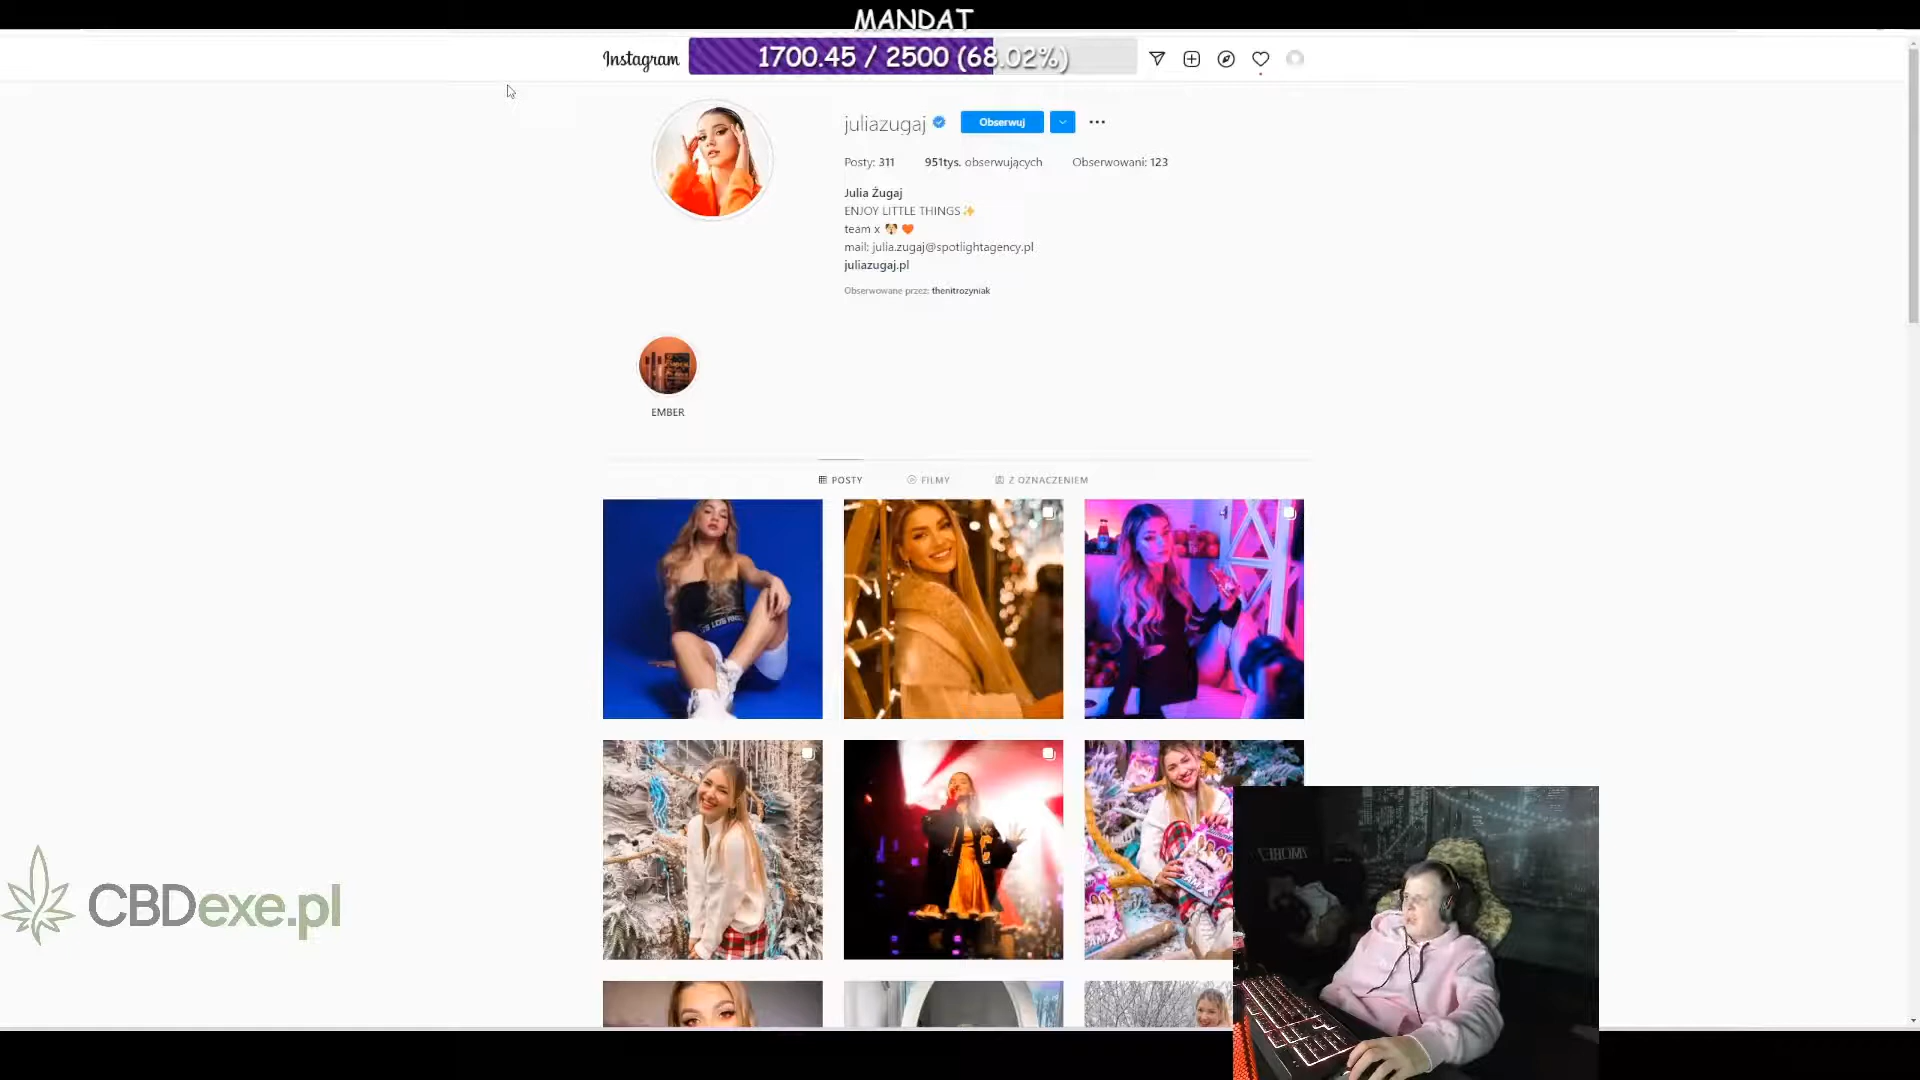 MANDAT
Instagram
1700.45 / 2500 (68.02%)
juliazugaj
Obserwuj
Posty: 311
951tys. obserwujących
Obserwowani: 123
Julia Żugaj
ENJOY LITTLE THINGS✨
team x
mail: julia.zugaj@spotlightagency.pl
juliazugaj.pl
Obserwowane przez: thenitrozyniak
EMBER
POSTY
FILMY
Z OZNACZENIEM
CBDexe.pl